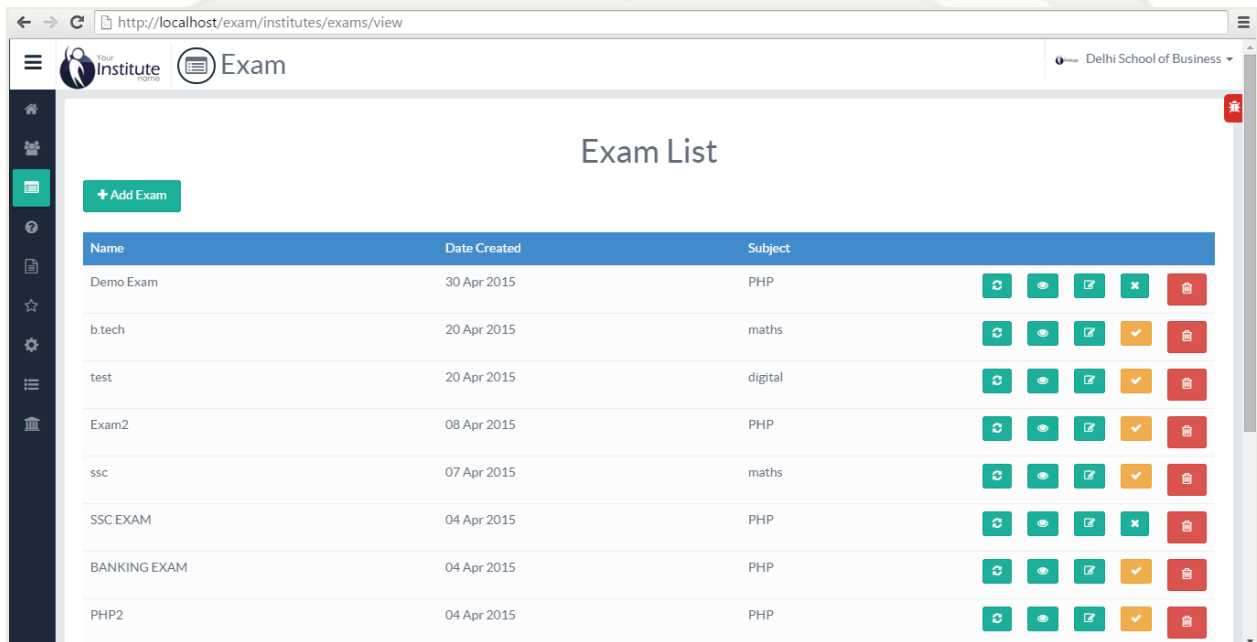 http://localhost/exam/institutes/exams/view
Your
Institute
name
Exam
Delhi School of Business
Exam List
Add Exam
Name Date Created Subject
Demo Exam 30 Apr 2015 PHP
b.tech 20 Apr 2015 maths
test 20 Apr 2015 digital
Exam2 08 Apr 2015 PHP
ssc 07 Apr 2015 maths
SSC EXAM 04 Apr 2015 PHP
BANKING EXAM 04 Apr 2015 PHP
PHP2 04 Apr 2015 PHP